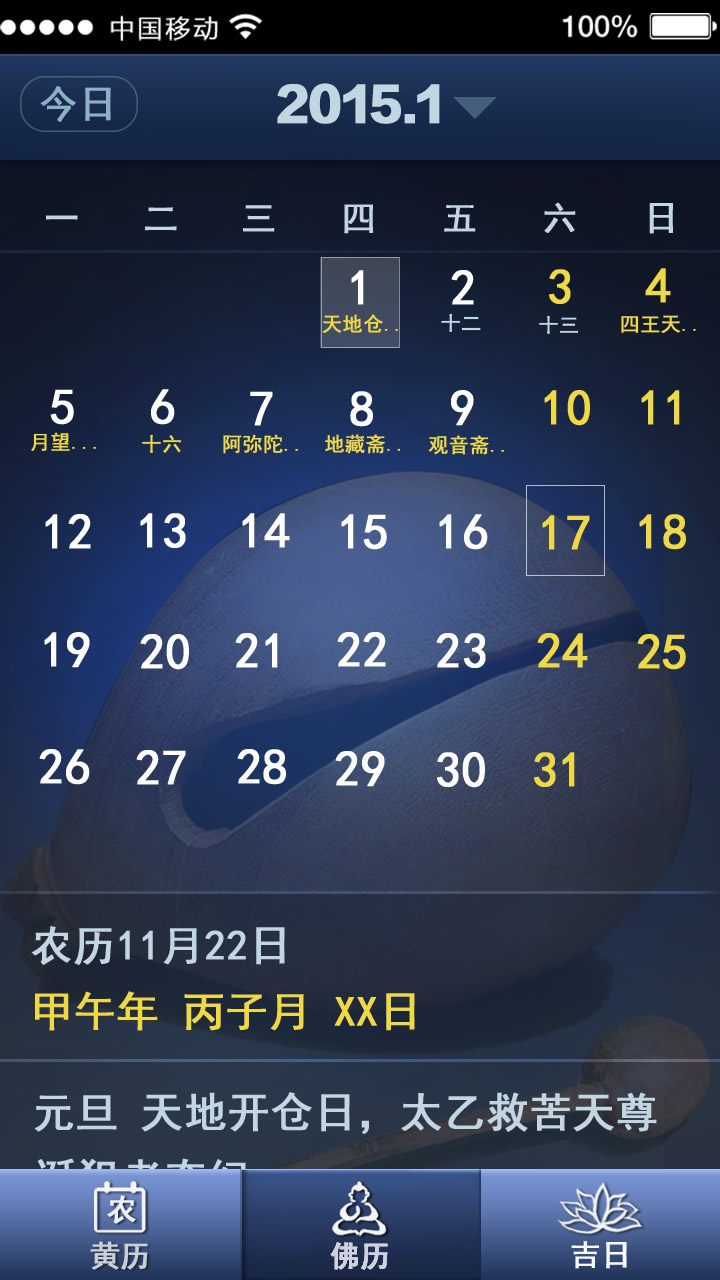 中国移动 100%
今日 2015.1
一 二 三 四 五 六 日
1 2 3 4
天地仓.. 十二 十三 四王天..
5 6 7 8 9 10 11
月望... 十六 阿弥陀.. 地藏斋.. 观音斋..
12 13 14 15 16 17 18
19 20 21 22 23 24 25
26 27 28 29 30 31
农历11月22日
甲午年 丙子月 XX日
元旦 天地开仓日，太乙救苦天尊
农
黄历 佛历 吉日